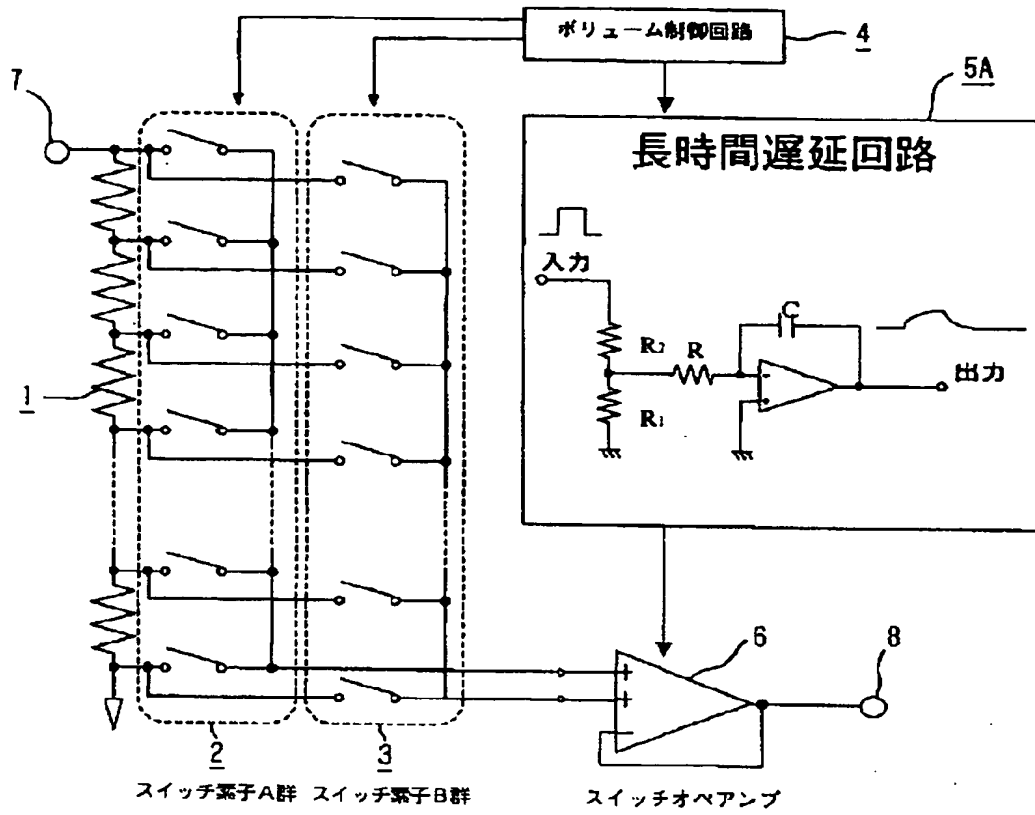 ボリューム制御回路
4
7
5A
長時間遅延回路
入力
C
R2
R
出力
1
R1
-
+
6
8
+
+
-
2
3
スイッチ素子A群
スイッチ素子B群
スイッチオペアンプ